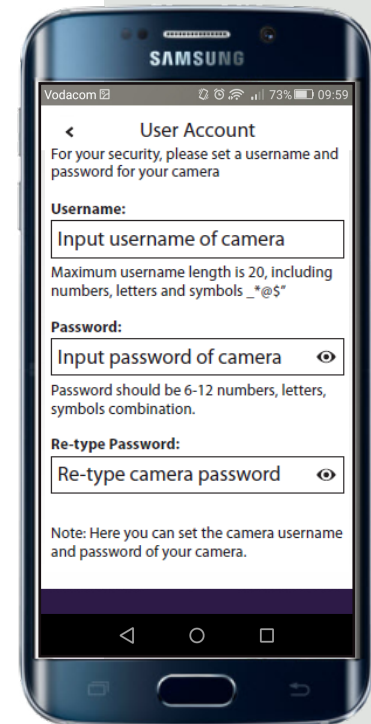 SAMSUNG
Vodacom 73% 09:59
User Account
For your security, please set a username and
password for your camera
Username:
Input username of camera
Maximum username length is 20, including
numbers, letters and symbols _*@$”
Password:
Input password of camera
Password should be 6-12 numbers, letters,
symbols combination.
Re-type Password:
Re-type camera password
Note: Here you can set the camera username
and password of your camera.